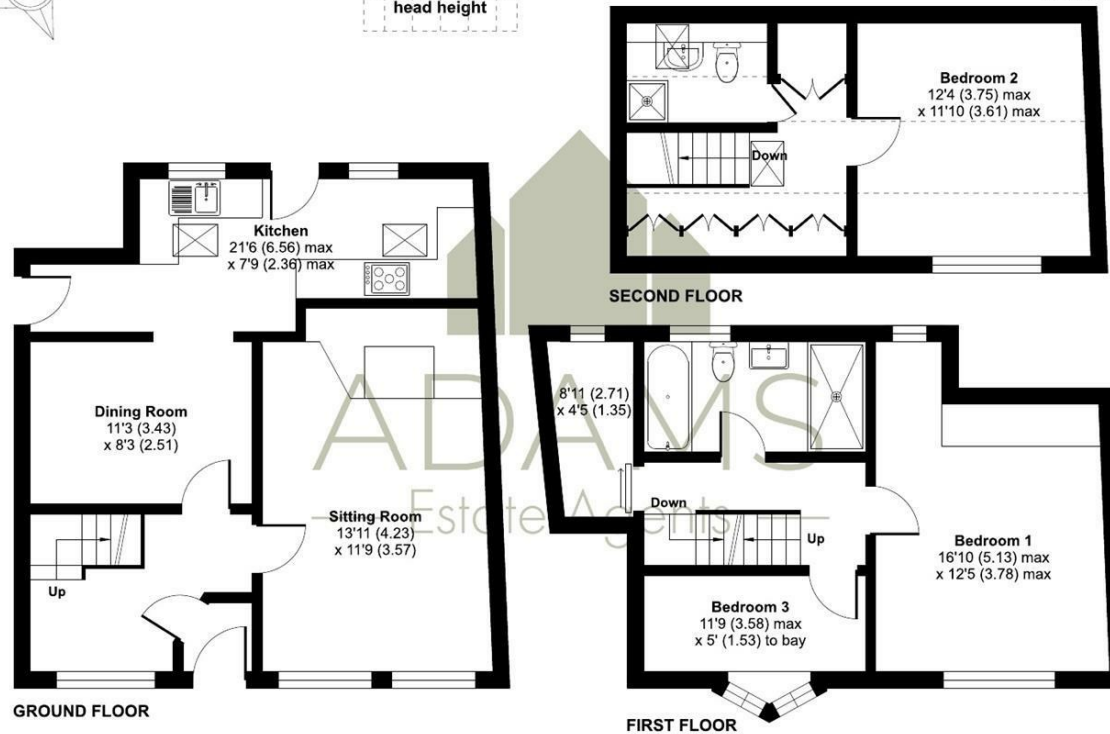 head height
Bedroom 2
12'4 (3.75) max
x 11'10 (3.61) max
Down
SECOND FLOOR
Kitchen
21'6 (6.56) max
x 7'9 (2.36) max
Dining Room
11'3 (3.43)
x 8'3 (2.51)
Sitting Room
13'11 (4.23)
x 11'9 (3.57)
Up
GROUND FLOOR
8'11 (2.71)
x 4'5 (1.35)
Down
Up
Bedroom 1
16'10 (5.13) max
x 12'5 (3.78) max
Bedroom 3
11'9 (3.58) max
x 5' (1.53) to bay
FIRST FLOOR
ADAMS
Estate Agents